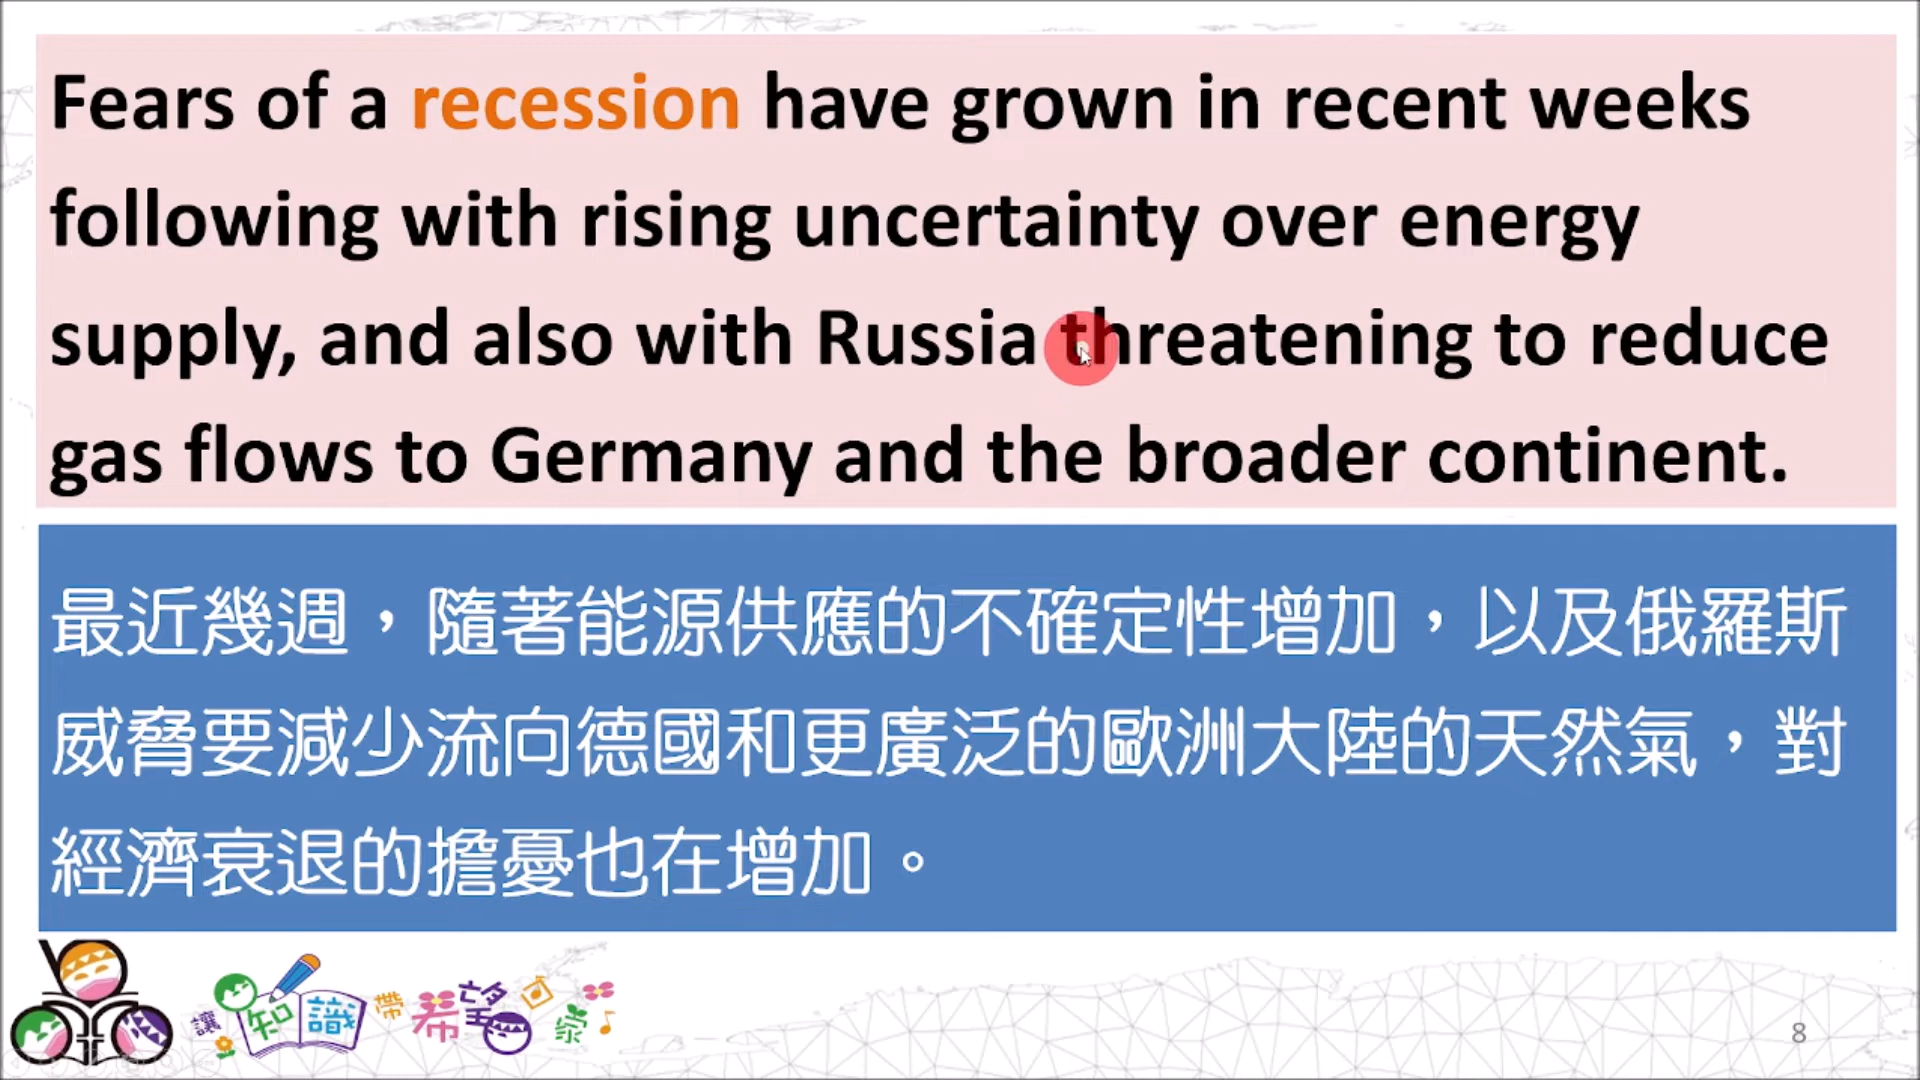 Fears of a recession have grown in recent weeks
following with rising uncertainty over energy
supply, and also with Russia threatening to reduce
gas flows to Germany and the broader continent.
最近幾週，隨著能源供應的不確定性增加，以及俄羅斯
威脅要減少流向德國和更廣泛的歐洲大陸的天然氣，對
經濟衰退的擔憂也在增加。
讓知識帶希望回家
8